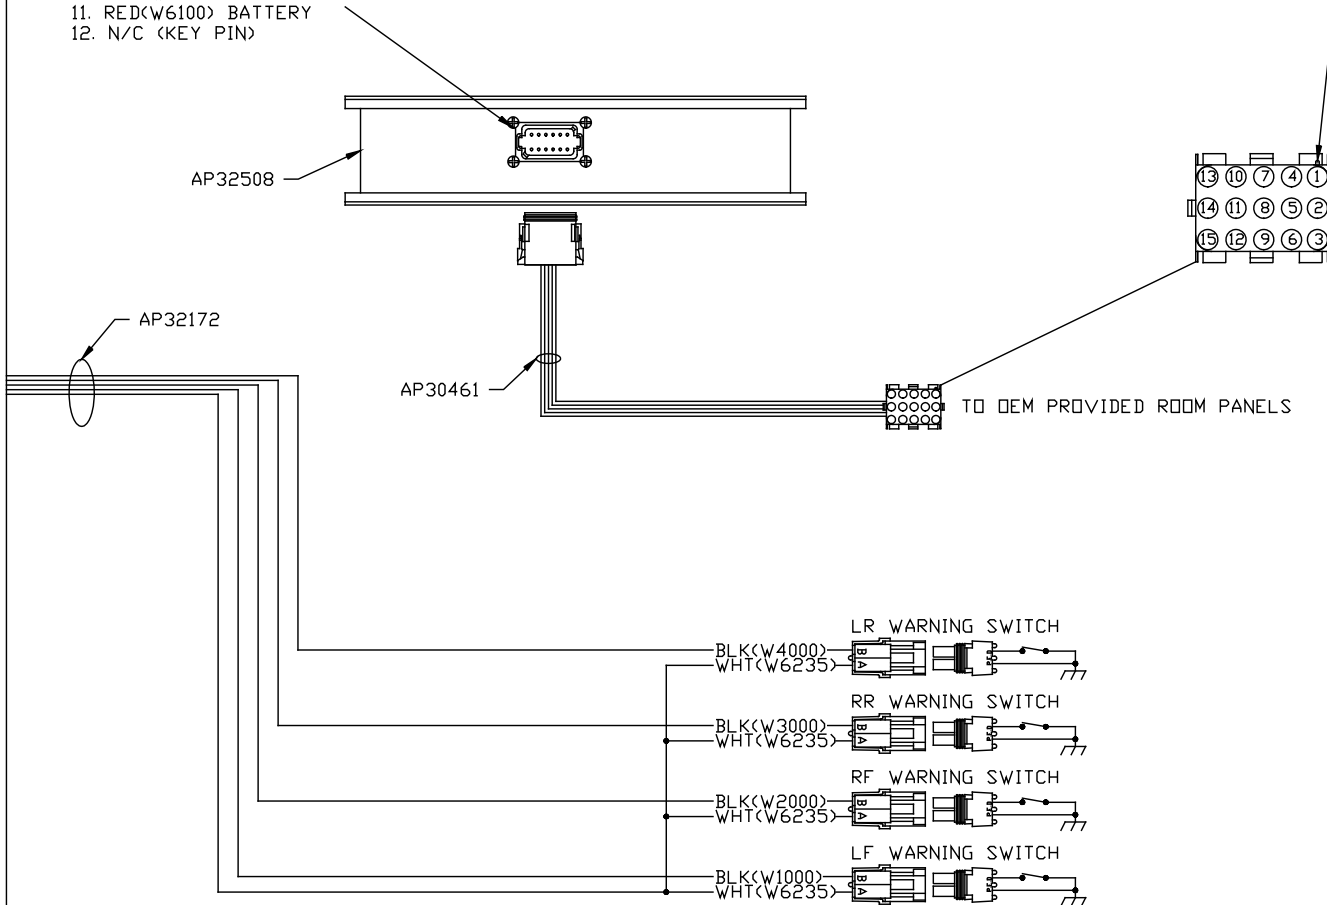 11. RED(W6100) BATTERY
12. N/C (KEY PIN)
AP32508
13 10 7 4 1
14 11 8 5 2
15 12 9 6 3
AP32172
AP30461
TO OEM PROVIDED ROOM PANELS
LR WARNING SWITCH
BLK(W4000) B
WHT(W6235) A
RR WARNING SWITCH
BLK(W3000) B
WHT(W6235) A
RF WARNING SWITCH
BLK(W2000) B
WHT(W6235) A
LF WARNING SWITCH
BLK(W1000) B
WHT(W6235) A